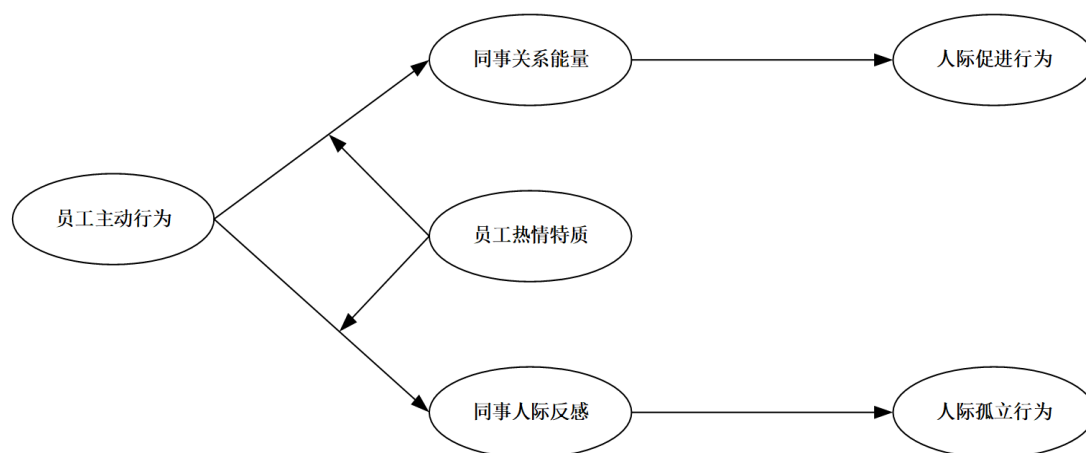 同事关系能量
人际促进行为
员工主动行为
员工热情特质
同事人际反感
人际孤立行为